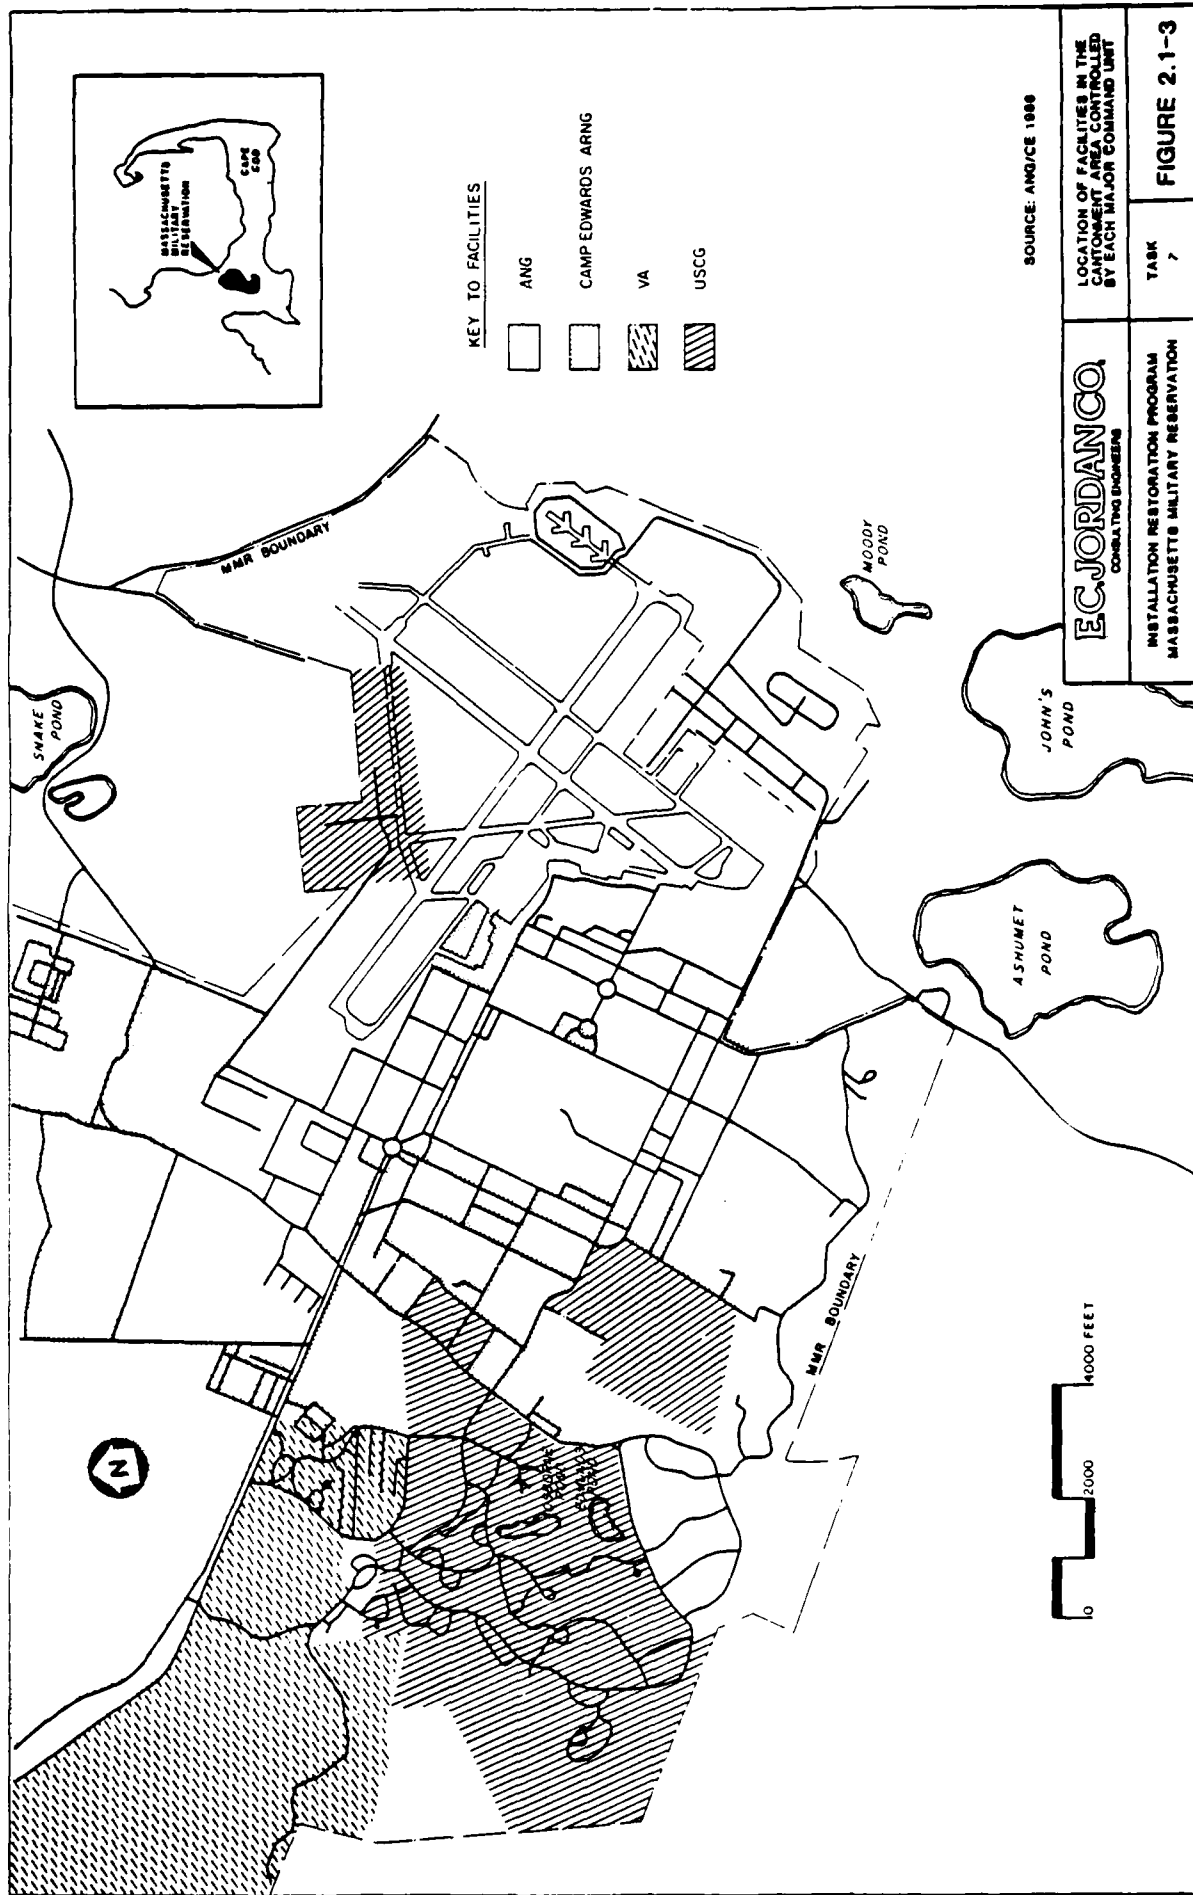 MASSACHUSETTS
MILITARY
RESERVATION
CAPE
COD
KEY TO FACILITIES
ANG
CAMP EDWARDS ARNG
VA
USCG
SNAKE
POND
MMR BOUNDARY
MOODY
POND
JOHN'S
POND
ASHUMET
POND
MMR BOUNDARY
POND
POND
N
0
2000
4000 FEET
SOURCE: ANG/CE 1986
E.C.JORDAN CO.
CONSULTING ENGINEERS
LOCATION OF FACILITIES IN THE
CANTONMENT AREA CONTROLLED
BY EACH MAJOR COMMAND UNIT
INSTALLATION RESTORATION PROGRAM
MASSACHUSETTS MILITARY RESERVATION
TASK
7
FIGURE 2.1-3